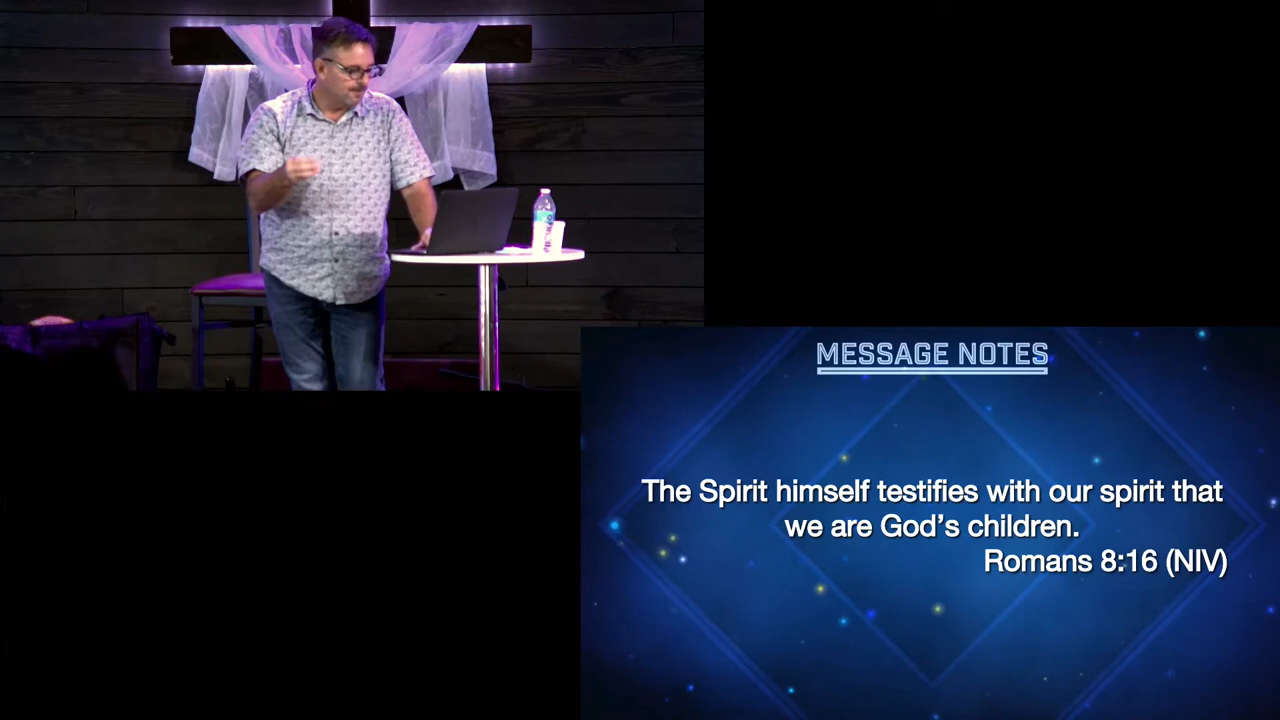 MESSAGE NOTES
The Spirit himself testifies with our spirit that
we are God's children.
Romans 8:16 (NIV)